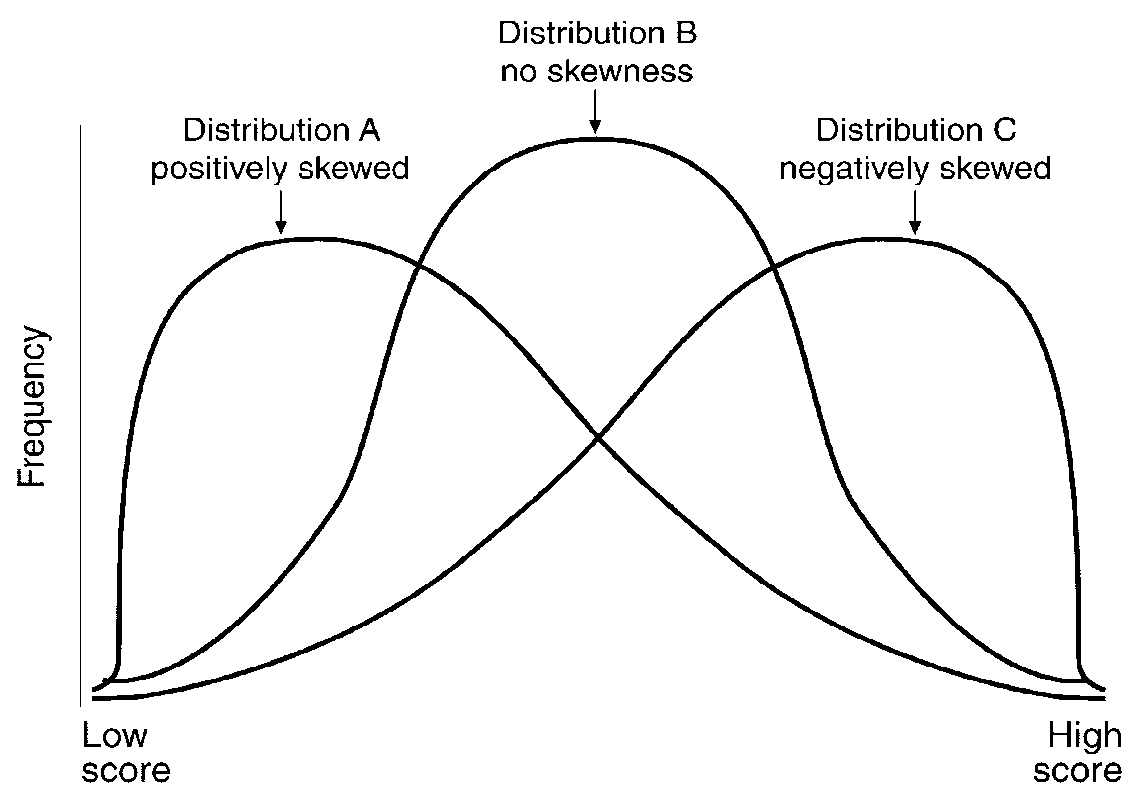 Distribution B
no skewness
Distribution A
positively skewed
Distribution C
negatively skewed
Frequency
Low
score
High
score